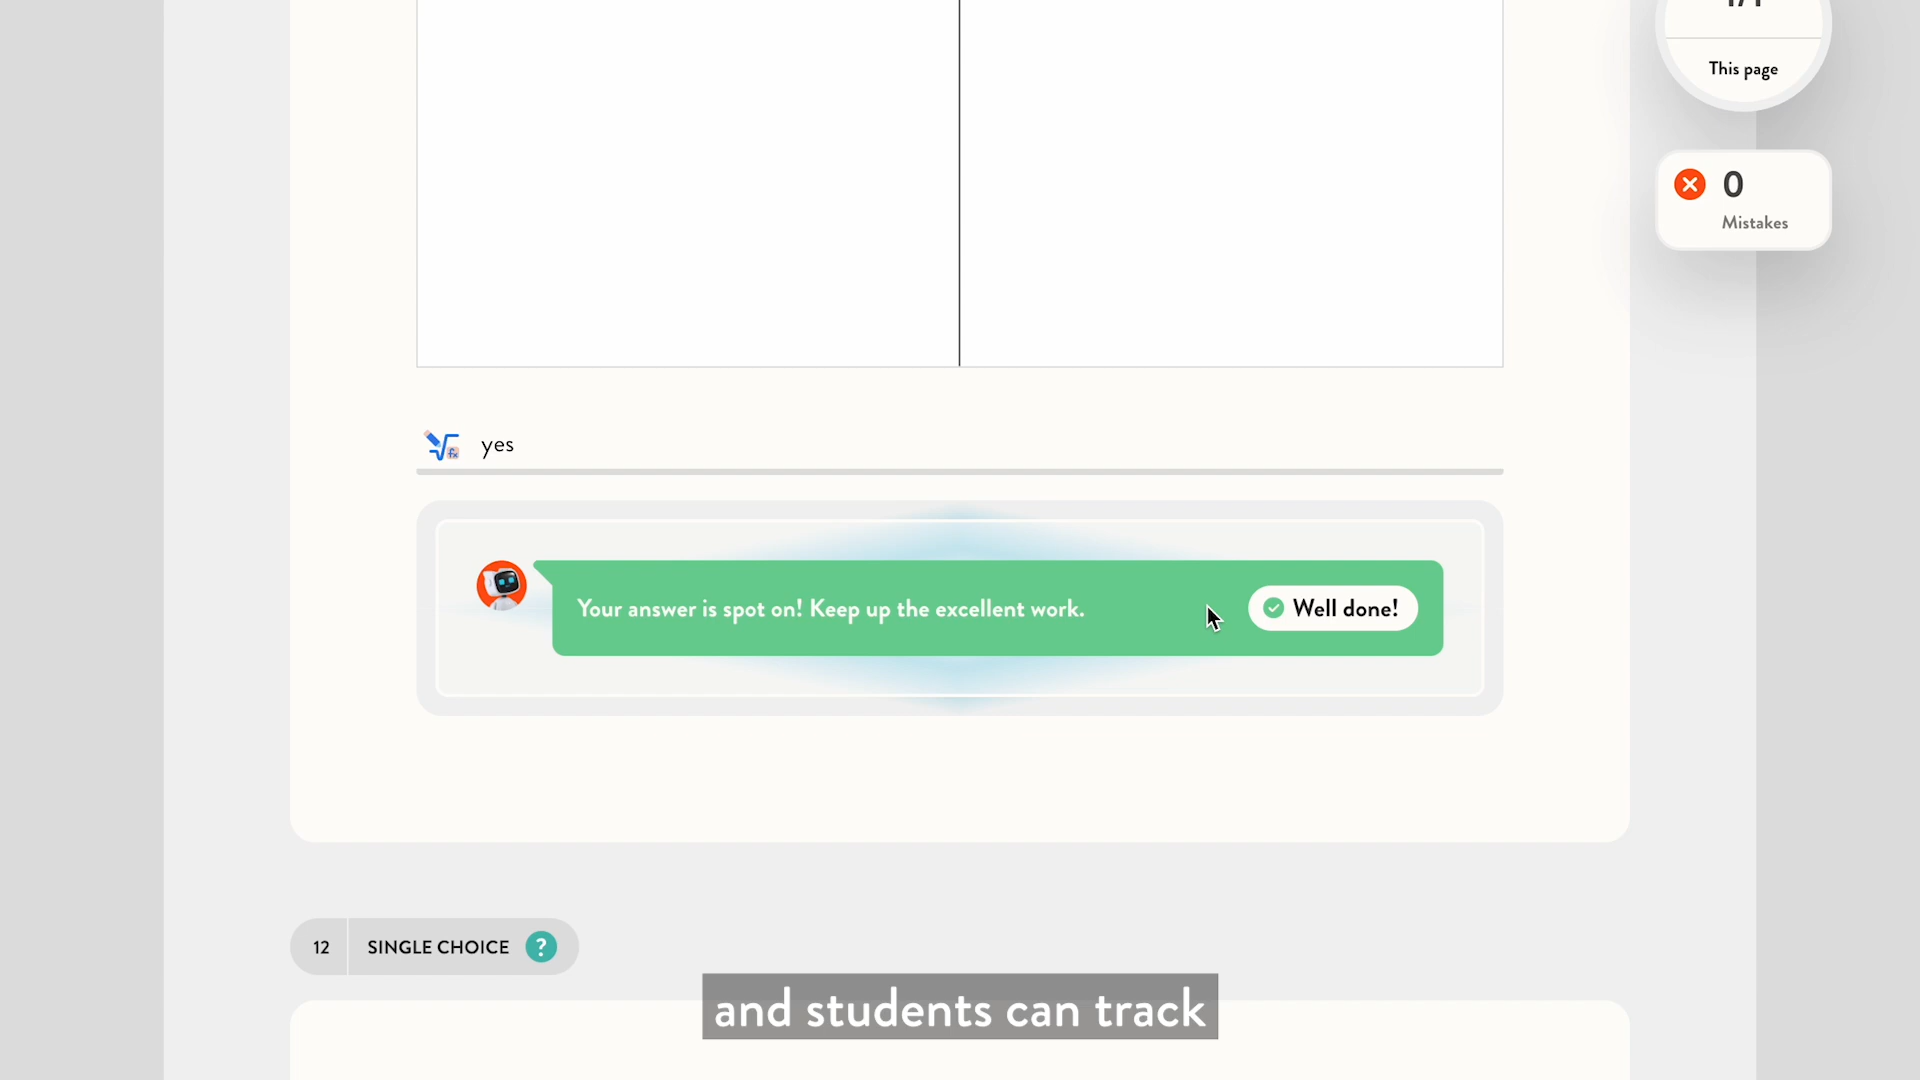 This page
0
Mistakes
yes
Your answer is spot on! Keep up the excellent work.
Well done!
12 SINGLE CHOICE ?
and students can track